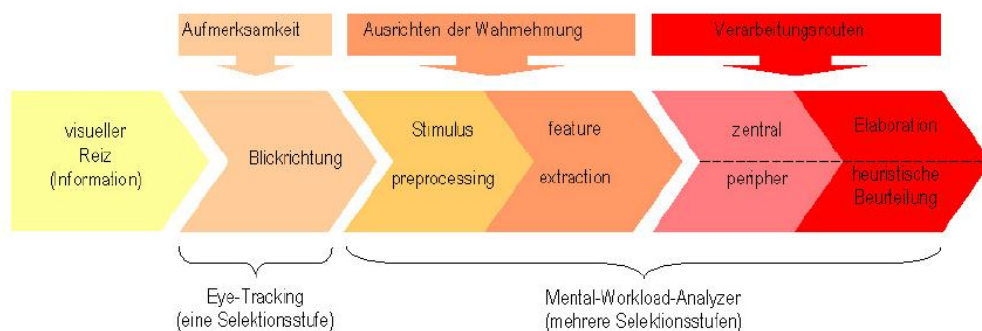 Aufmerksamkeit
Ausrichten der Wahrnehmung
Verarbeitungsrouten
visueller
Reiz
(Information)
Blickrichtung
Stimulus
preprocessing
feature
extraction
zentral
peripher
Elaboration
heuristische
Beurteilung
Eye-Tracking
(eine Selektionsstufe)
Mental-Workload-Analyzer
(mehrere Selektionsstufen)